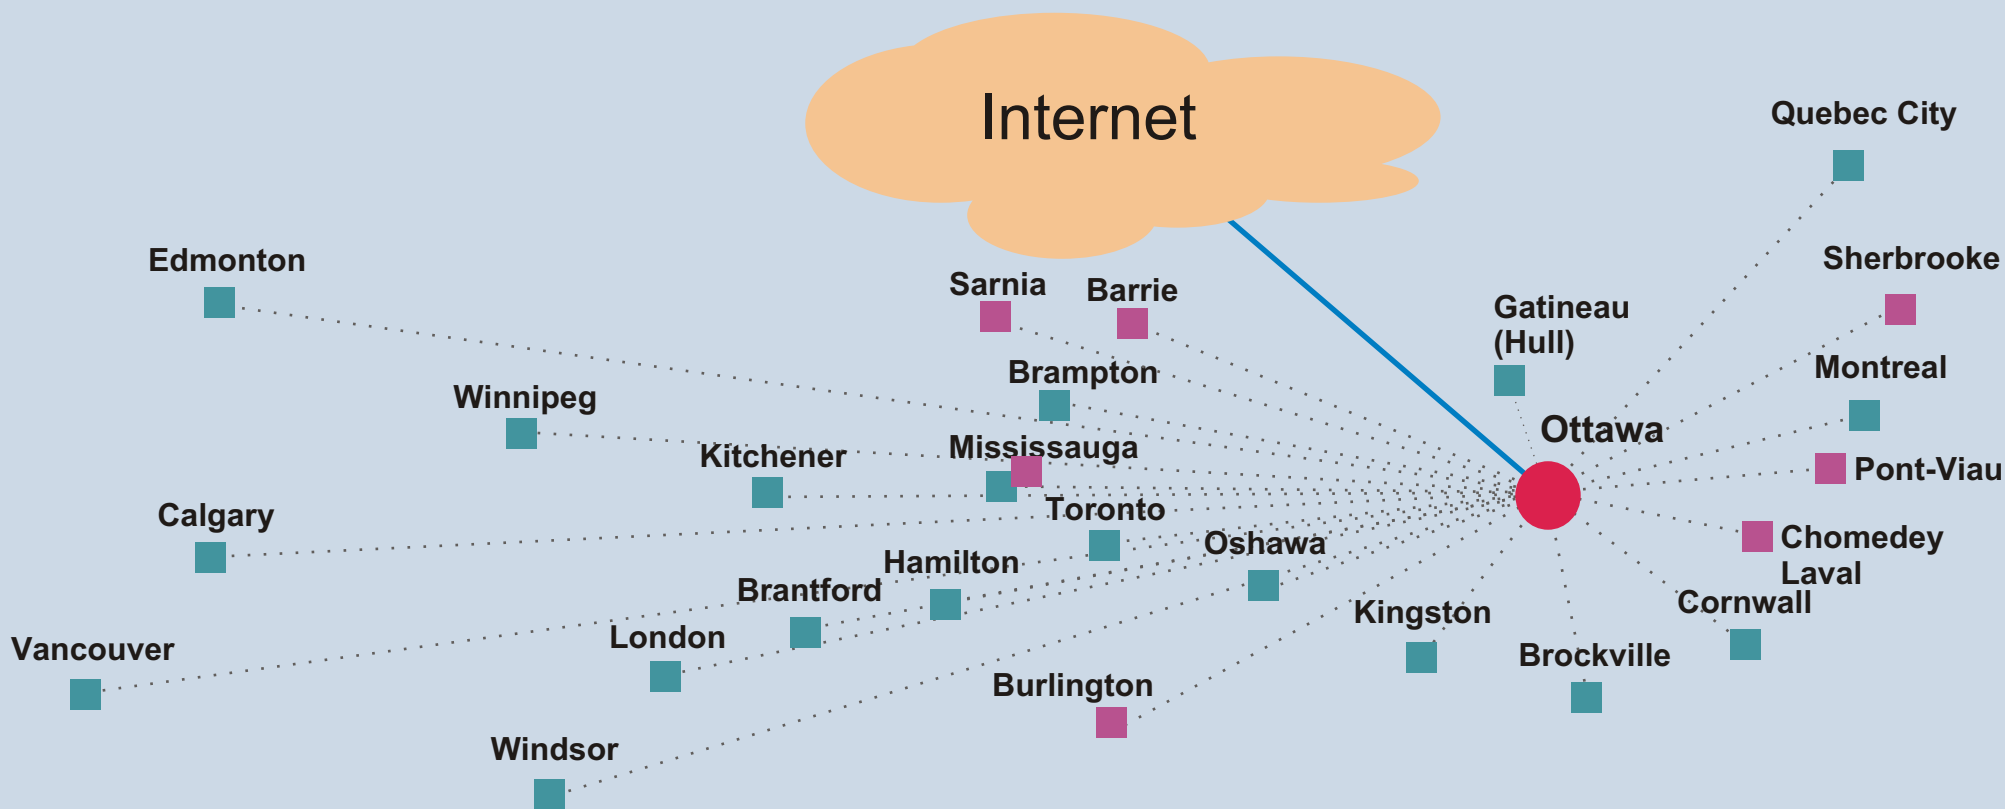 Internet
Quebec City
Edmonton
Sherbrooke
Sarnia
Barrie
Gatineau
(Hull)
Brampton
Montreal
Winnipeg
Ottawa
Kitchener
Mississauga
Pont-Viau
Calgary
Toronto
Oshawa
Chomedey
Laval
Hamilton
Brantford
Cornwall
Kingston
London
Vancouver
Brockville
Burlington
Windsor